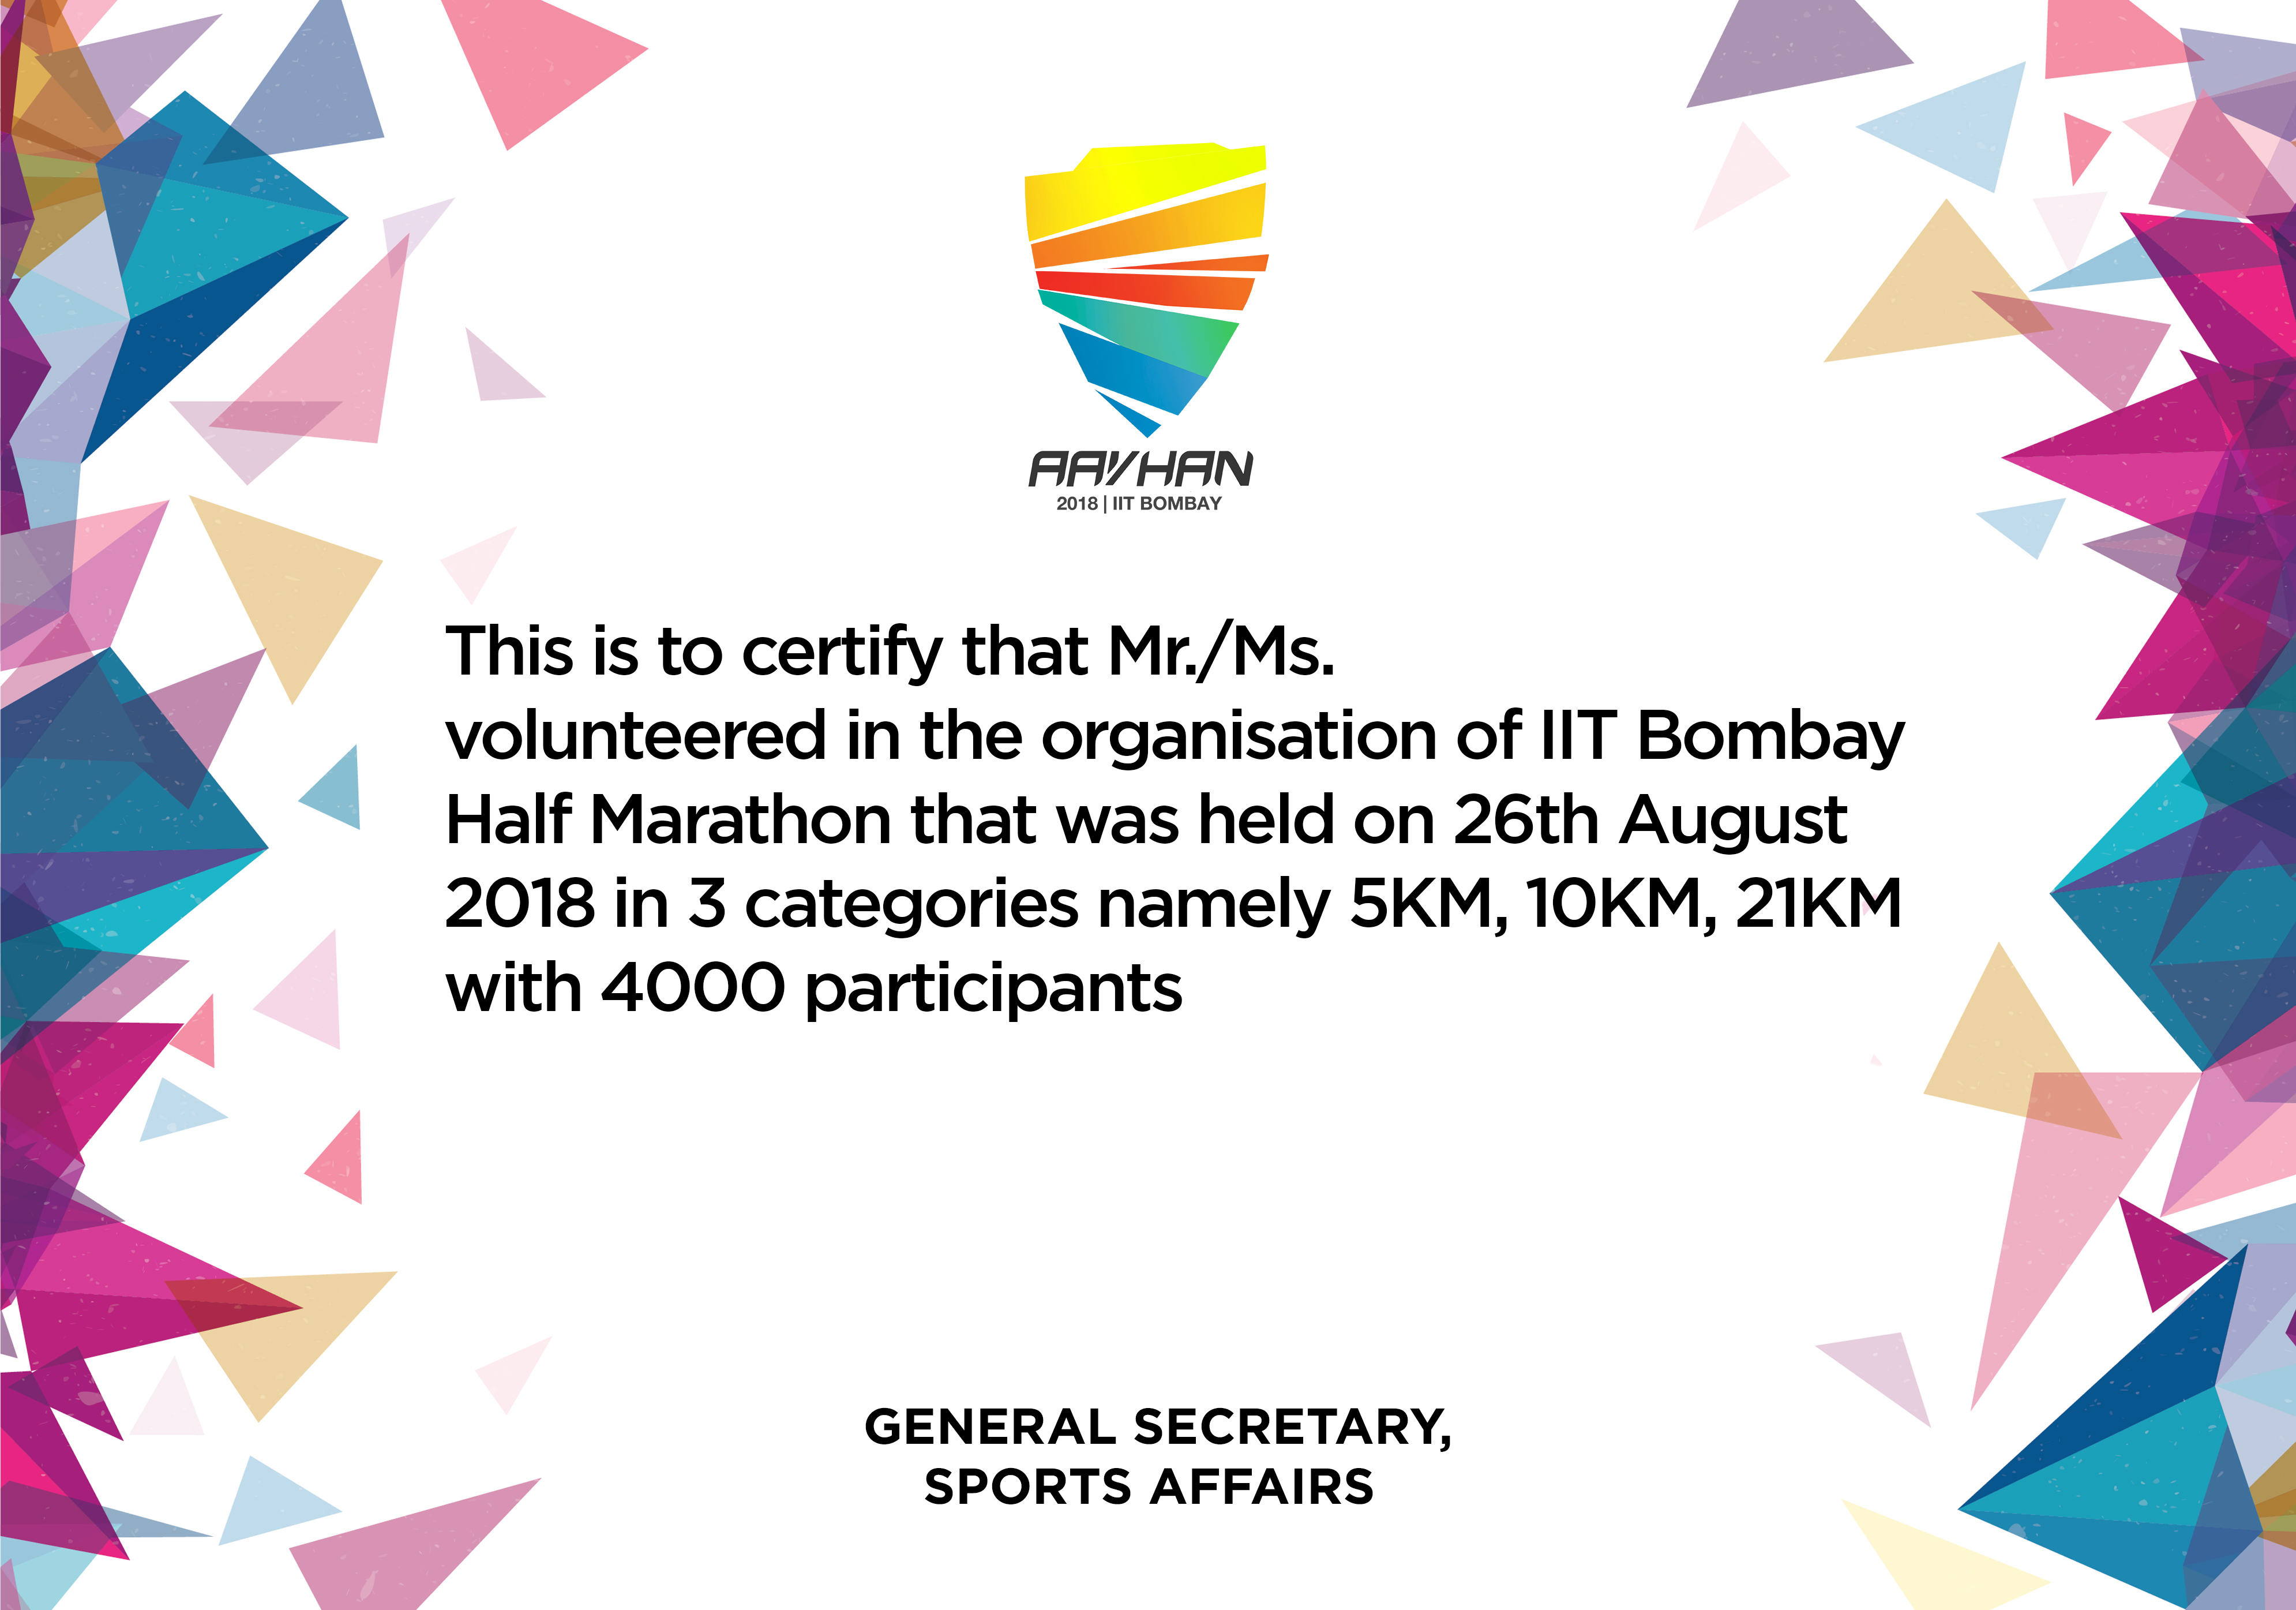 AAVHAN
2018 | IIT BOMBAY
This is to certify that Mr./Ms.
volunteered in the organisation of IIT Bombay
Half Marathon that was held on 26th August
2018 in 3 categories namely 5KM, 10KM, 21KM
with 4000 participants
GENERAL SECRETARY,
SPORTS AFFAIRS